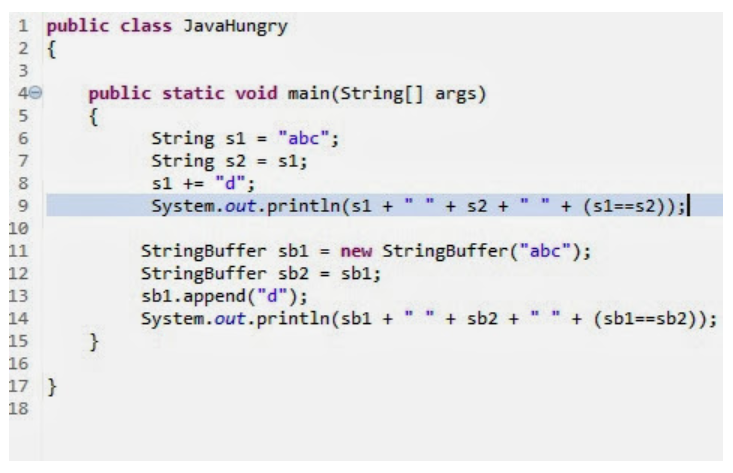 1 public class JavaHungry
2 {
3
4 public static void main(String[] args)
5 {
6 String s1 = "abc";
7 String s2 = s1;
8 s1 += "d";
9 System.out.println(s1 + " " + s2 + " " + (s1==s2));
10
11 StringBuffer sb1 = new StringBuffer("abc");
12 StringBuffer sb2 = sb1;
13 sb1.append("d");
14 System.out.println(sb1 + " " + sb2 + " " + (sb1==sb2));
15 }
16
17 }
18